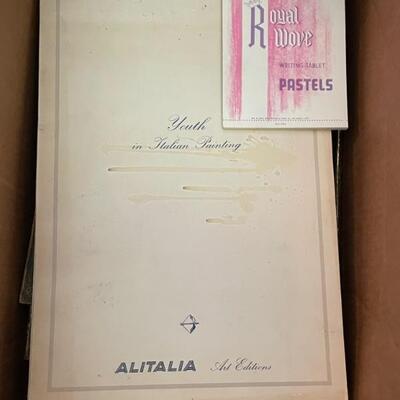 Royal
Wove
WRITING TABLET
PASTELS
Youth
in Italian Painting
ALITALIA Art Editions